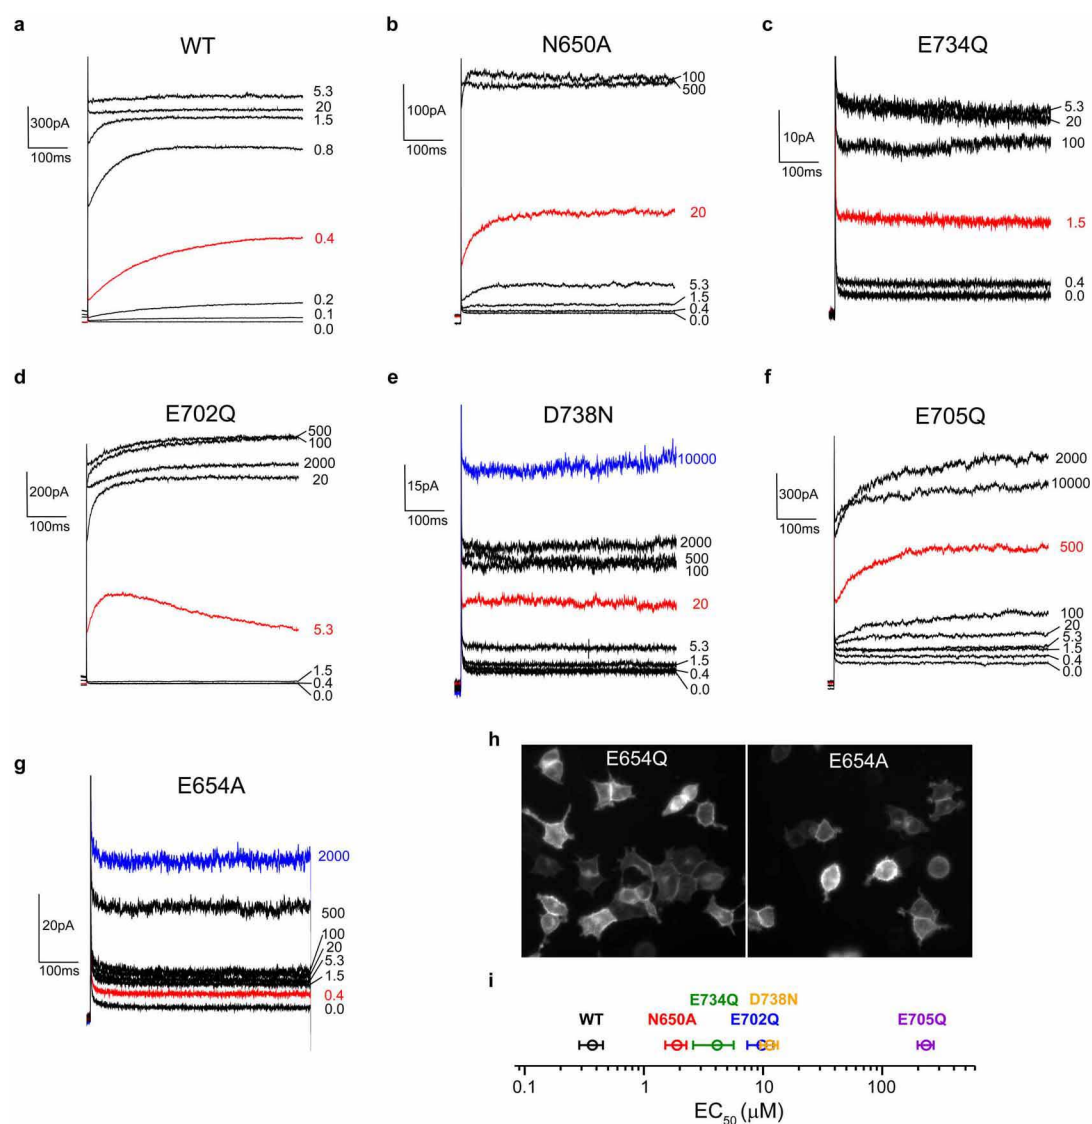 a
WT
300pA
100ms
5.3
20
1.5
0.8
0.4
0.2
0.1
0.0
b
N650A
100pA
100ms
100
500
20
5.3
1.5
0.4
0.0
c
E734Q
10pA
100ms
5.3
20
100
1.5
0.4
0.0
d
E702Q
200pA
100ms
500
100
2000
20
5.3
1.5
0.4
0.0
e
D738N
15pA
100ms
10000
2000
500
100
20
5.3
1.5
0.4
0.0
f
E705Q
300pA
100ms
2000
10000
500
100
20
5.3
1.5
0.4
0.0
g
E654A
20pA
100ms
2000
500
100
20
5.3
1.5
0.4
0.0
h
E654Q
E654A
i
E734Q D738N
WT N650A E702Q E705Q
0.1 1 10 100
EC50 (μM)